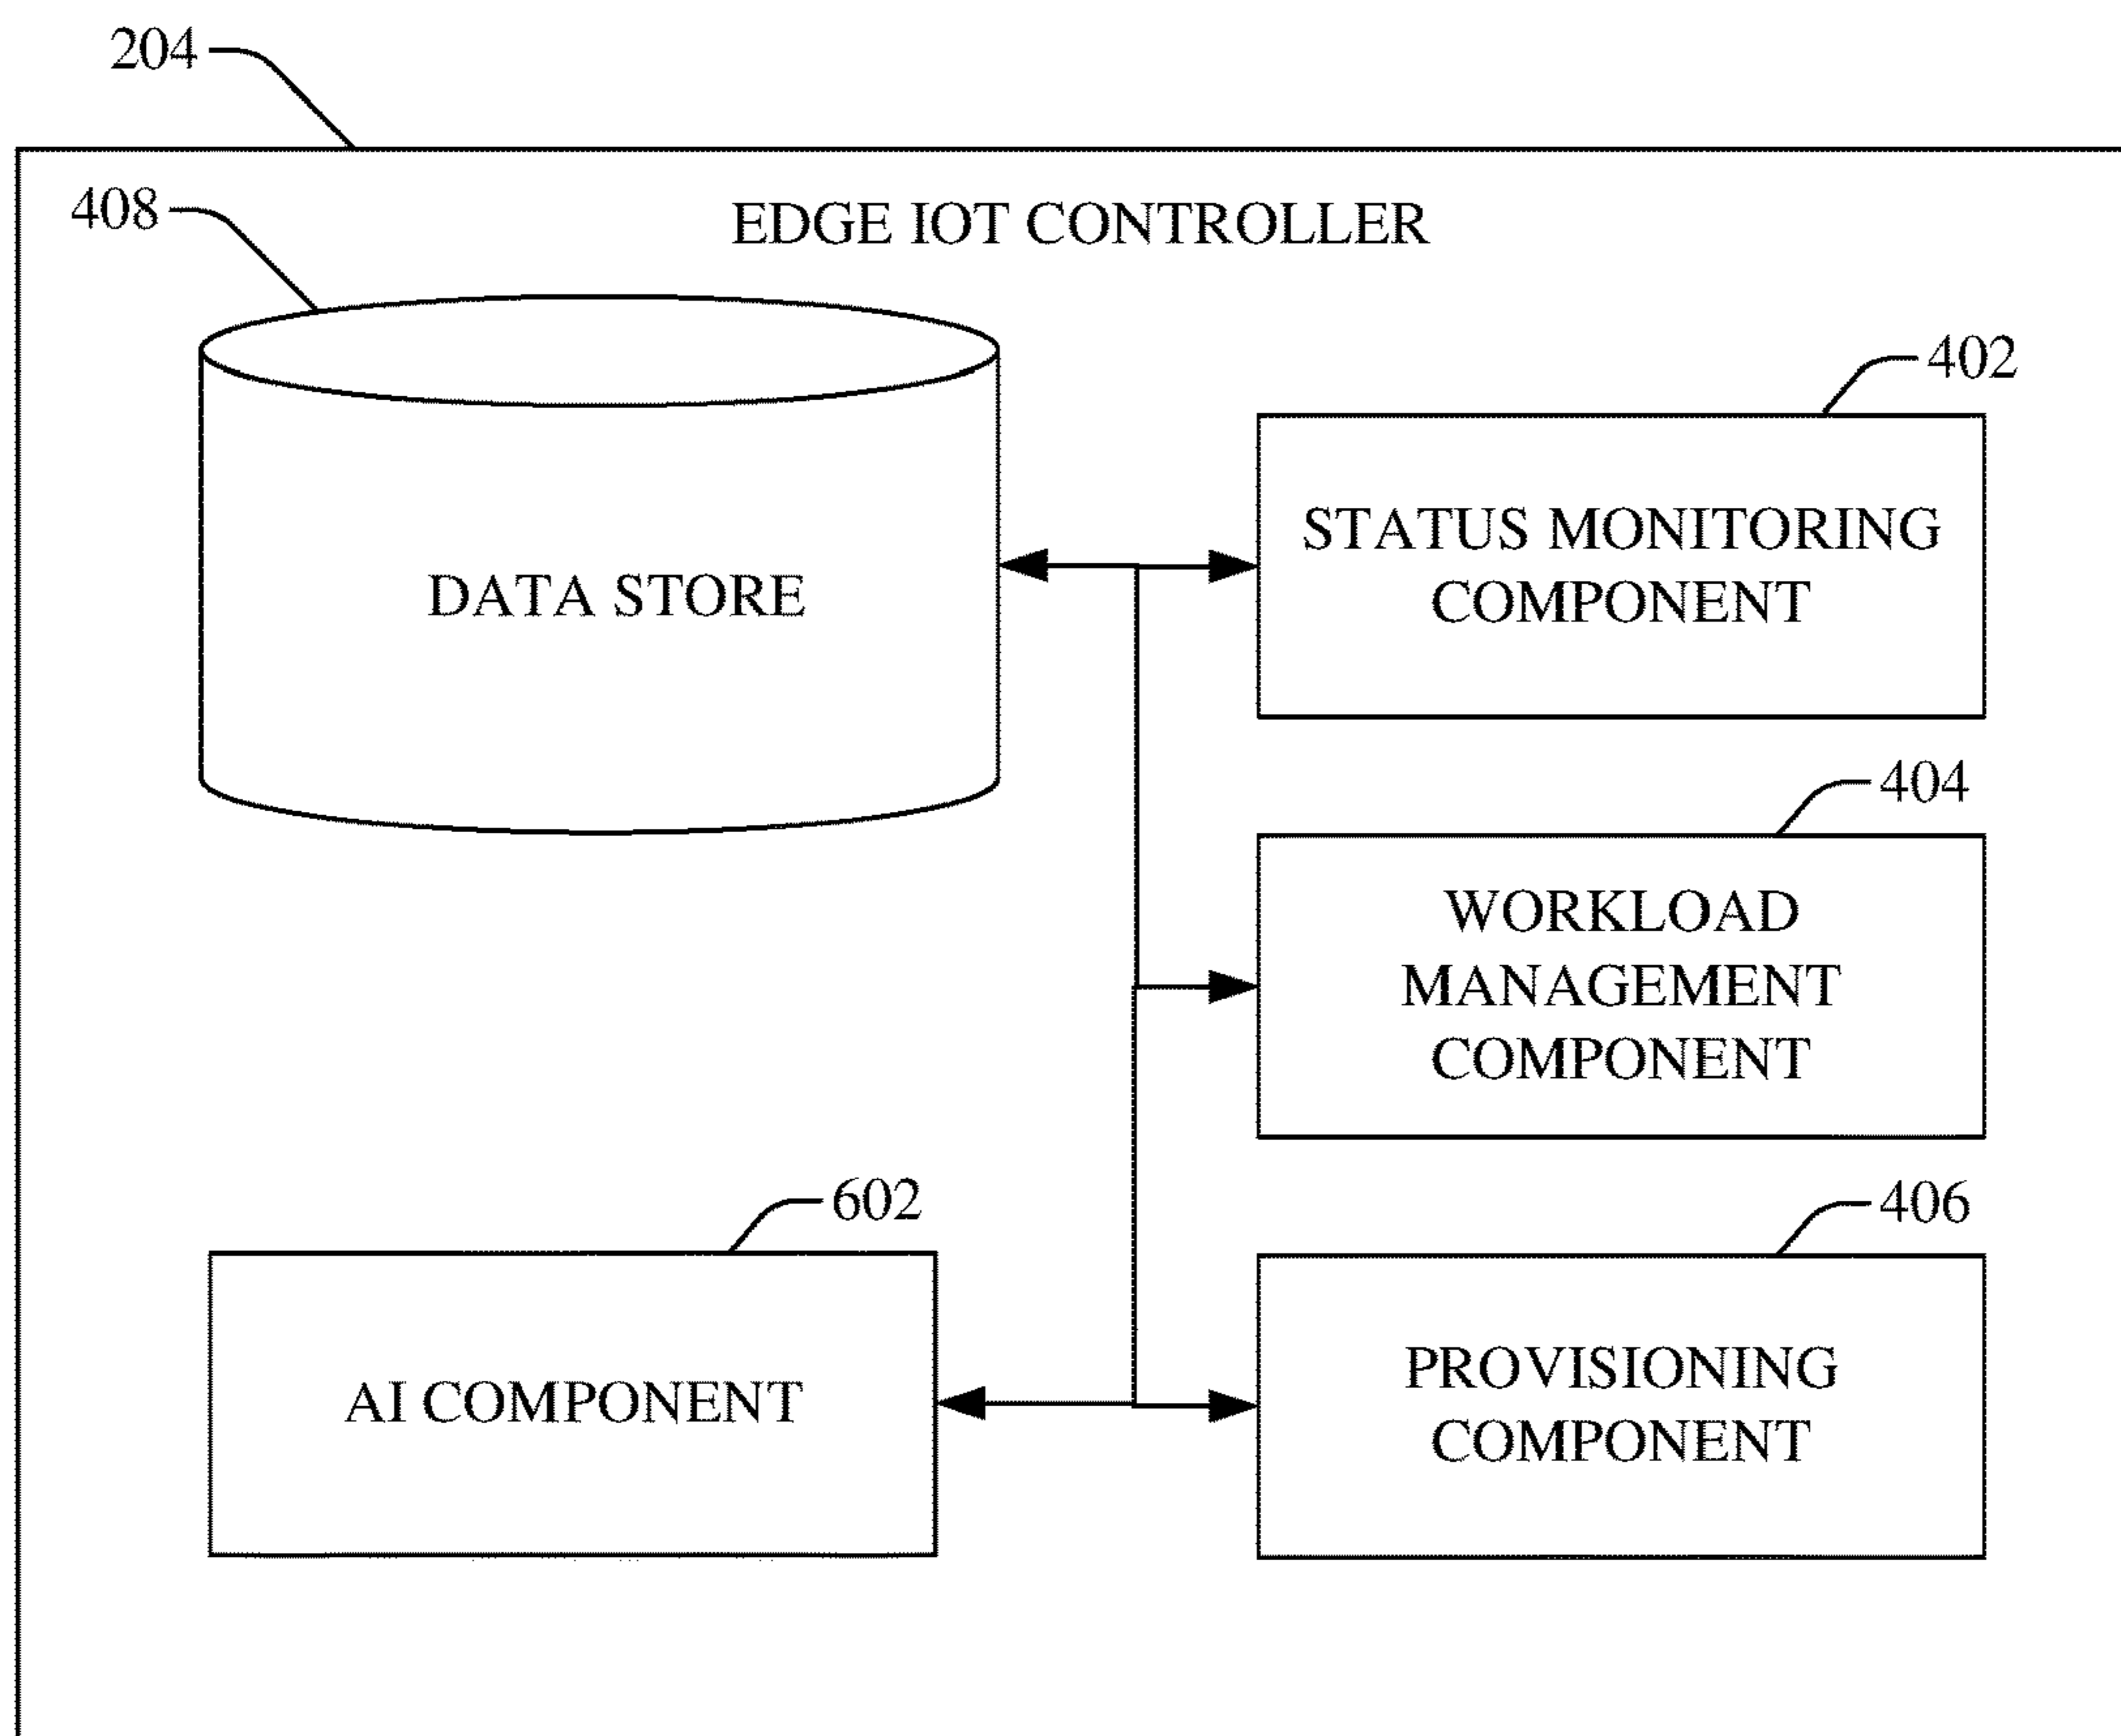 204
408
EDGE IOT CONTROLLER
402
DATA STORE
STATUS MONITORING
COMPONENT
404
WORKLOAD
MANAGEMENT
COMPONENT
602
406
AI COMPONENT
PROVISIONING
COMPONENT